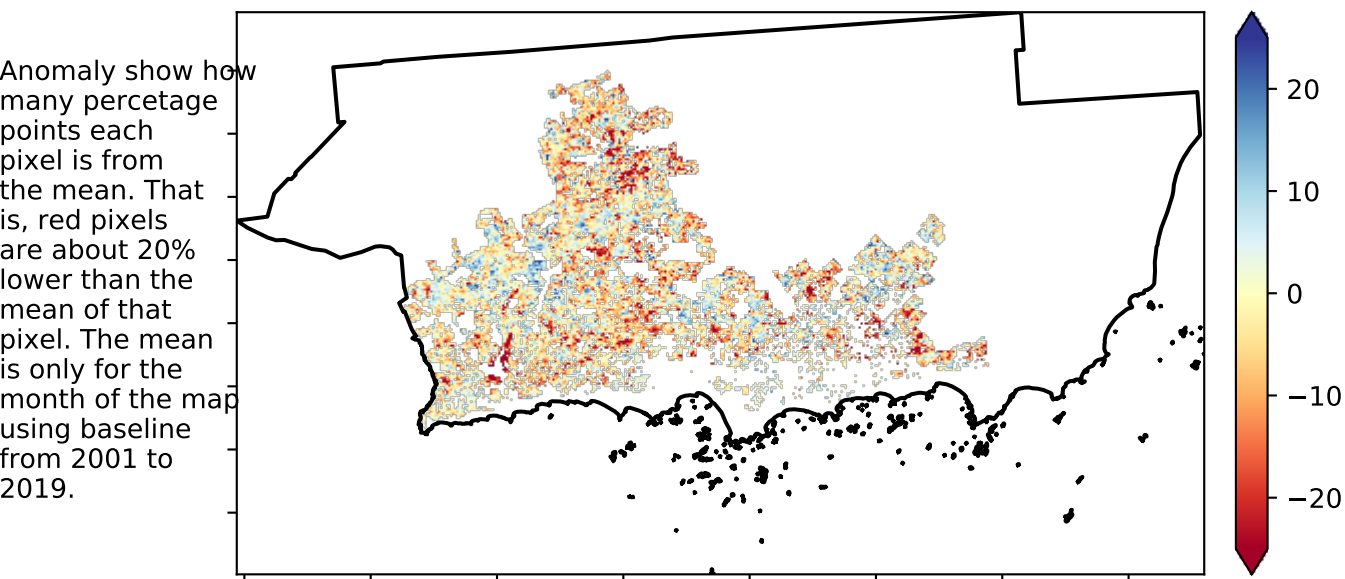 Anomaly show how
many percetage
points each
pixel is from
the mean. That
is, red pixels
are about 20%
lower than the
mean of that
pixel. The mean
is only for the
month of the map
using baseline
from 2001 to
2019.
20
10
0
−10
−20